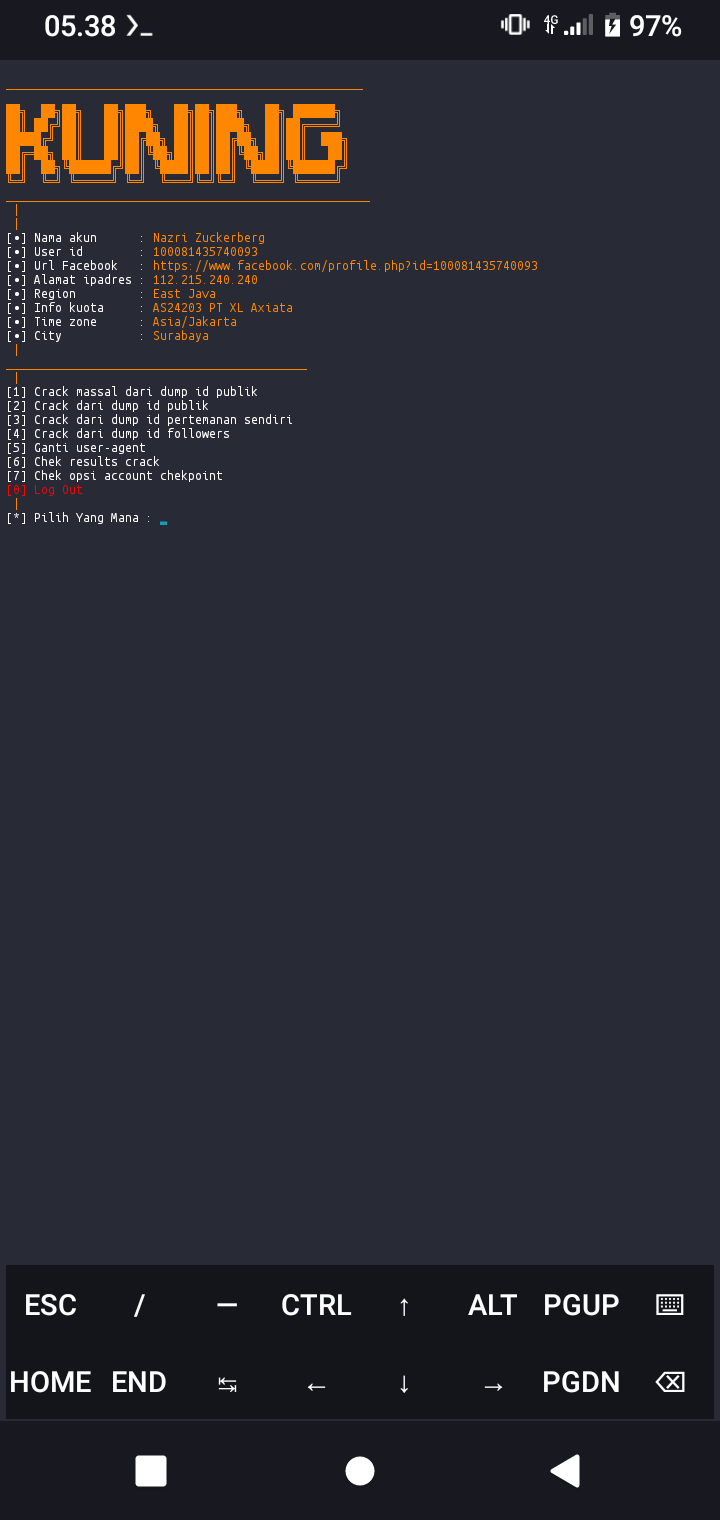 05.38
4G 97%
KUNING
[•] Nama akun : Nazri Zuckerberg
[•] User id : 100081435740093
[•] Url Facebook : https://www.facebook.com/profile.php?id=100081435740093
[•] Alamat ipadres : 112.215.240.240
[•] Region : East Java
[•] Info kuota : AS24203 PT XL Axiata
[•] Time zone : Asia/Jakarta
[•] City : Surabaya
[1] Crack massal dari dump id publik
[2] Crack dari dump id publik
[3] Crack dari dump id pertemanan sendiri
[4] Crack dari dump id followers
[5] Ganti user-agent
[6] Chek results crack
[7] Chek opsi account chekpoint
[0] Log Out
[*] Pilih Yang Mana :
ESC / — CTRL ↑ ALT PGUP
HOME END ↹ ← ↓ → PGDN